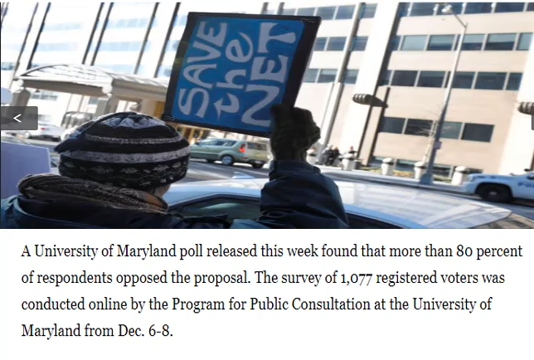 SAVE
the
NET
<
A University of Maryland poll released this week found that more than 80 percent
of respondents opposed the proposal. The survey of 1,077 registered voters was
conducted online by the Program for Public Consultation at the University of
Maryland from Dec. 6-8.